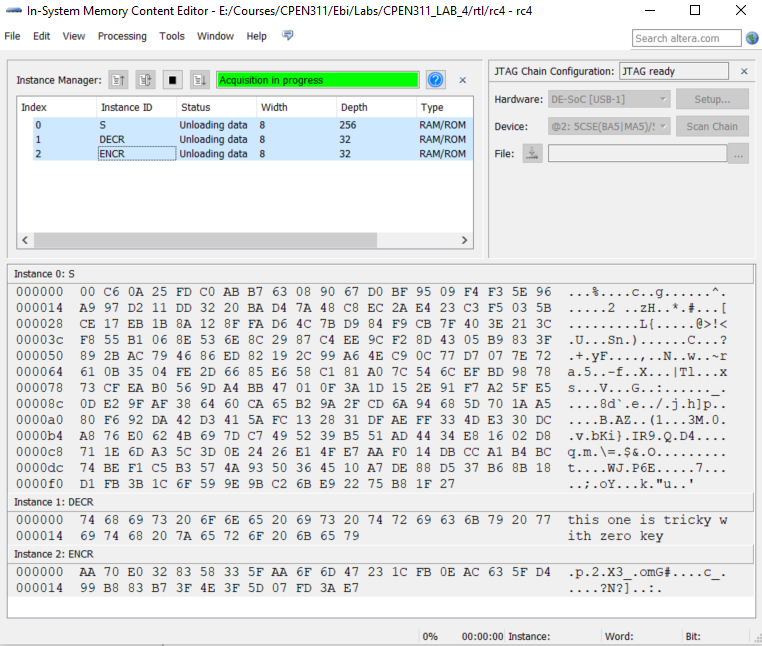 In-System Memory Content Editor - E:/Courses/CPEN311/Ebi/Labs/CPEN311_LAB_4/rtl/rc4 - rc4
File Edit View Processing Tools Window Help
Search altera.com
Instance Manager: Acquisition in progress
Index Instance ID Status Width Depth Type
0 S Unloading data 8 256 RAM/ROM
1 DECR Unloading data 8 32 RAM/ROM
2 ENCR Unloading data 8 32 RAM/ROM
JTAG Chain Configuration: JTAG ready
Hardware: DE-SoC [USB-1] Setup...
Device: @2: 5CSE(BA5|MA5)/5 Scan Chain
File: ...
Instance 0: S
000000 00 C6 0A 25 FD C0 AB B7 63 08 90 67 D0 BF 95 09 F4 F3 5E 96 ...%....c..g......^.
000014 A9 97 D2 11 DD 32 20 BA D4 7A 48 C8 EC 2A E4 23 C3 F5 03 5B .....2 ..zH..*.#...[
000028 CE 17 EB 1B 8A 12 8F FA D6 4C 7B D9 84 F9 CB 7F 40 3E 21 3C .........L{.....@>!<
00003c F8 55 B1 06 8E 53 6E 8C 29 87 C4 EE 9C F2 8D 43 05 B9 83 3F .U...Sn.)......C...?
000050 89 2B AC 79 46 86 ED 82 19 2C 99 A6 4E C9 0C 77 D7 07 7E 72 .+.yF....,..N..w..~r
000064 61 0B 35 04 FE 2D 66 85 E6 58 C1 81 A0 7C 54 6C EF BD 98 78 a.5..-f..X...|Tl...x
000078 73 CF EA B0 56 9D A4 BB 47 01 0F 3A 1D 15 2E 91 F7 A2 5F E5 s...V...G..:......_.
00008c 0D E2 9F AF 38 64 60 CA 65 B2 9A 2F CD 6A 94 68 5D 70 1A A5 ....8d`.e../.j.h]p..
0000a0 80 F6 92 DA 42 D3 41 5A FC 13 28 31 DF AE FF 33 4D E3 30 DC ....B.AZ..(1...3M.0.
0000b4 A8 76 E0 62 4B 69 7D C7 49 52 39 B5 51 AD 44 34 E8 16 02 D8 .v.bKi}.IR9.Q.D4....
0000c8 71 1E 6D A3 5C 3D 0E 24 26 E1 4F E7 AA F0 14 DB CC A1 B4 BC q.m.\=.$&.O.........
0000dc 74 BE F1 C5 B3 57 4A 93 50 36 45 10 A7 DE 88 D5 37 B6 8B 18 t....WJ.P6E.....7...
0000f0 D1 FB 3B 1C 6F 59 9E 9B C2 6B E9 22 75 B8 1F 27 ..;.oY...k."u..'
Instance 1: DECR
000000 74 68 69 73 20 6F 6E 65 20 69 73 20 74 72 69 63 6B 79 20 77 this one is tricky w
000014 69 74 68 20 7A 65 72 6F 20 6B 65 79 ith zero key
Instance 2: ENCR
000000 AA 70 E0 32 83 58 33 5F AA 6F 6D 47 23 1C FB 0E AC 63 5F D4 .p.2.X3_.omG#....c_.
000014 99 B8 83 B7 3F 4E 3F 5D 07 FD 3A E7 ....?N?]..:.
0% 00:00:00 Instance: Word: Bit: